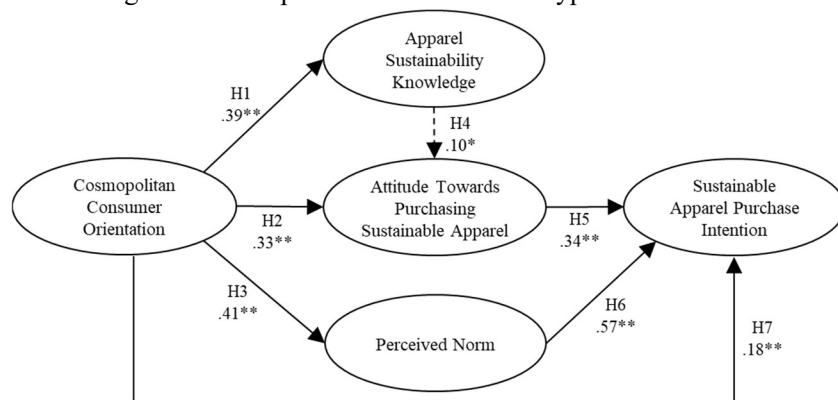 Apparel
Sustainability
Knowledge
H1
.39**
H4
.10*
Cosmopolitan
Consumer
Orientation
H2
.33**
Attitude Towards
Purchasing
Sustainable Apparel
H5
.34**
Sustainable
Apparel Purchase
Intention
H3
.41**
Perceived Norm
H6
.57**
H7
.18**